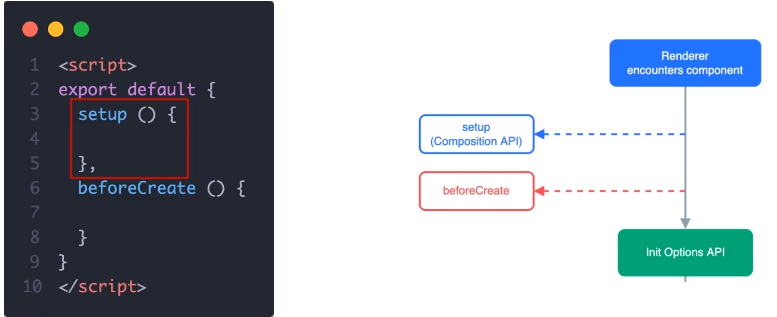 1 <script>
2 export default {
3 setup () {
4
5 },
6 beforeCreate () {
7
8 }
9 }
10 </script>
Renderer
encounters component
setup
(Composition API)
beforeCreate
Init Options API